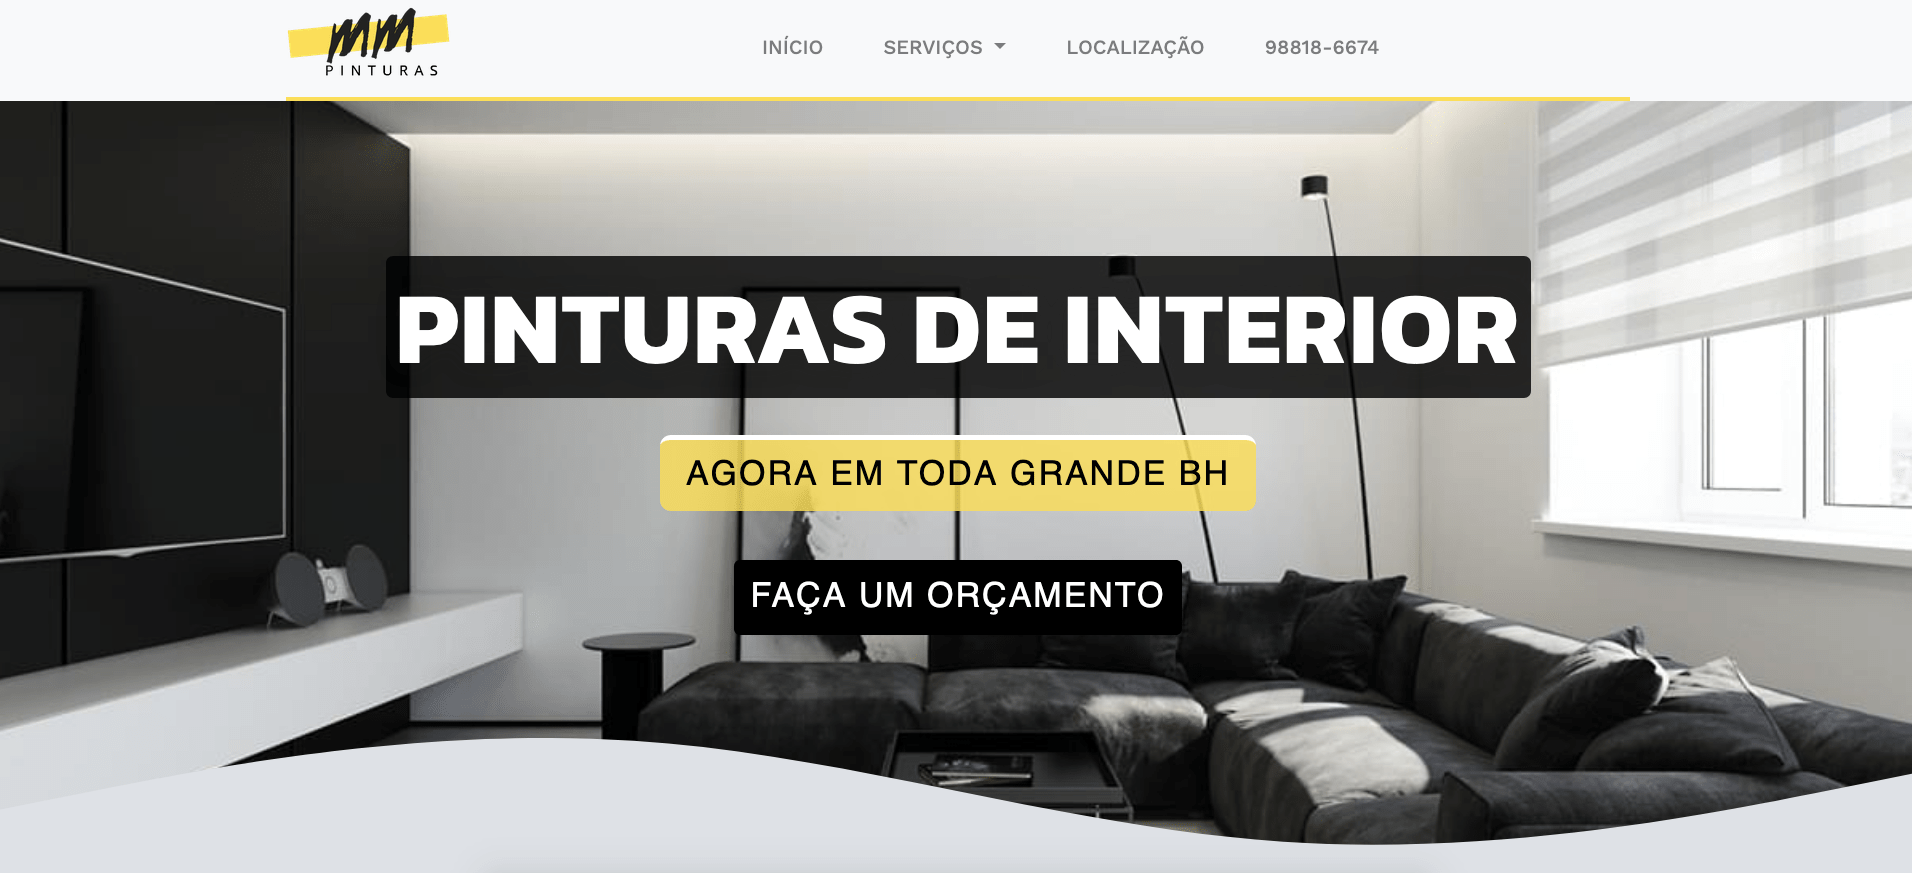 MM
PINTURAS
INÍCIO SERVIÇOS LOCALIZAÇÃO 98818-6674
PINTURAS DE INTERIOR
AGORA EM TODA GRANDE BH
FAÇA UM ORÇAMENTO